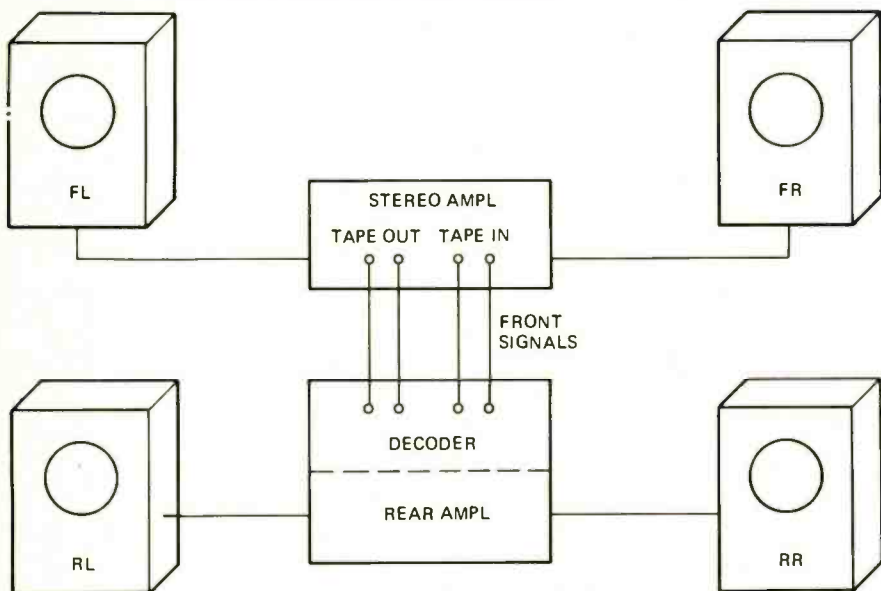 FL
FR
STEREO AMPL
TAPE OUT TAPE IN
FRONT
SIGNALS
DECODER
REAR AMPL
RL
RR